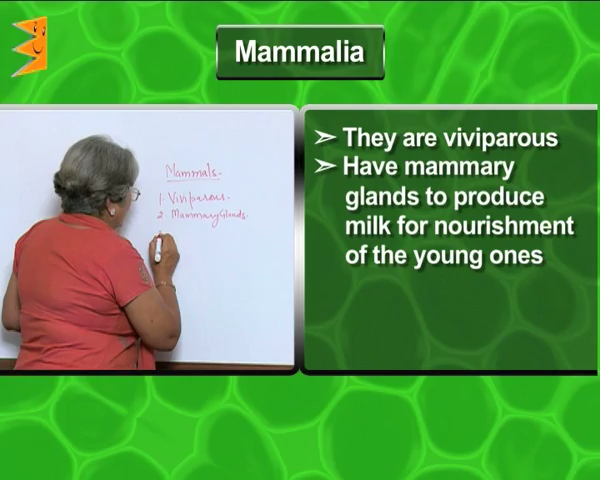 Mammalia
Mammals.
1. Viviparous.
2. Mammary Glands.
➢ They are viviparous
➢ Have mammary
glands to produce
milk for nourishment
of the young ones